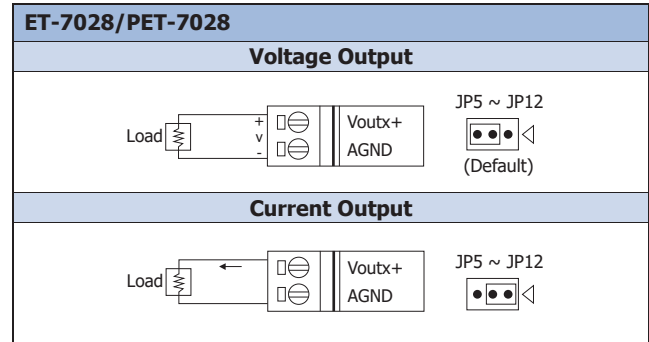 ET-7028/PET-7028
Voltage Output
JP5 ~ JP12
+
Load
v
-
Voutx+
AGND
(Default)
Current Output
JP5 ~ JP12
Load
Voutx+
AGND